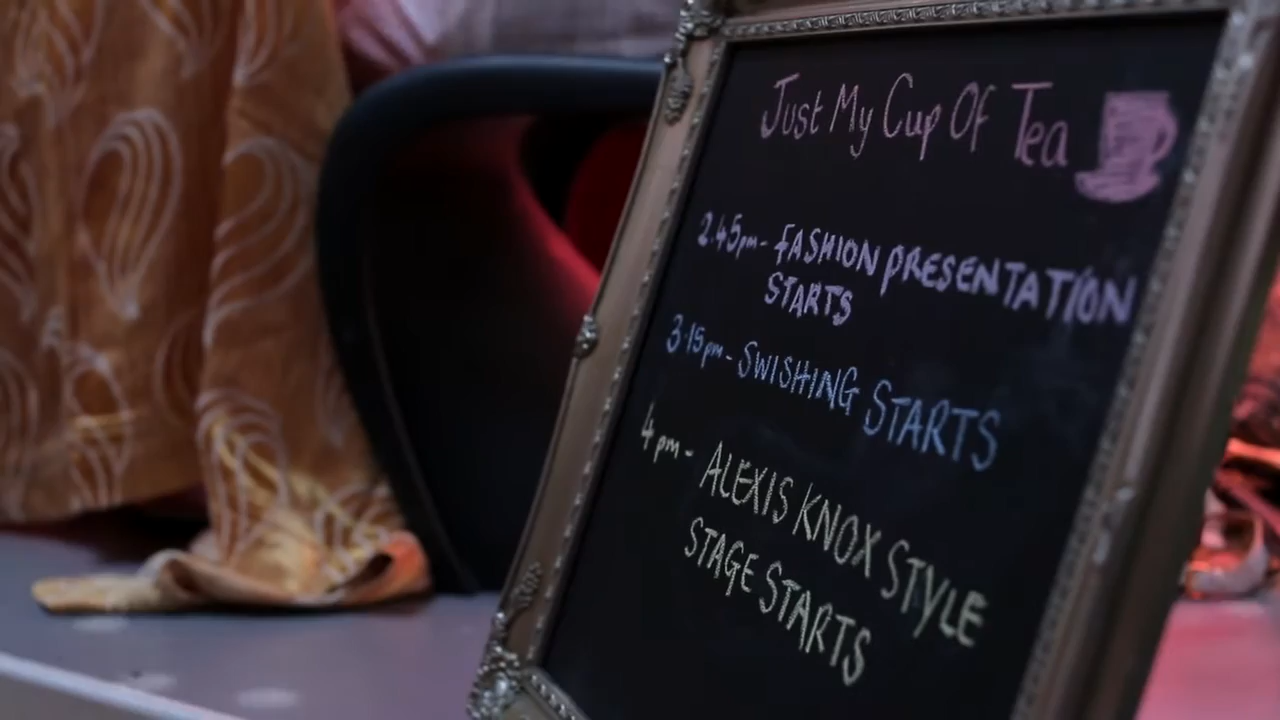 Just My Cup Of Tea
2.45pm - FASHION PRESENTATION
STARTS
3.15pm - SWISHING STARTS
4pm - ALEXIS KNOX STYLE
STAGE STARTS